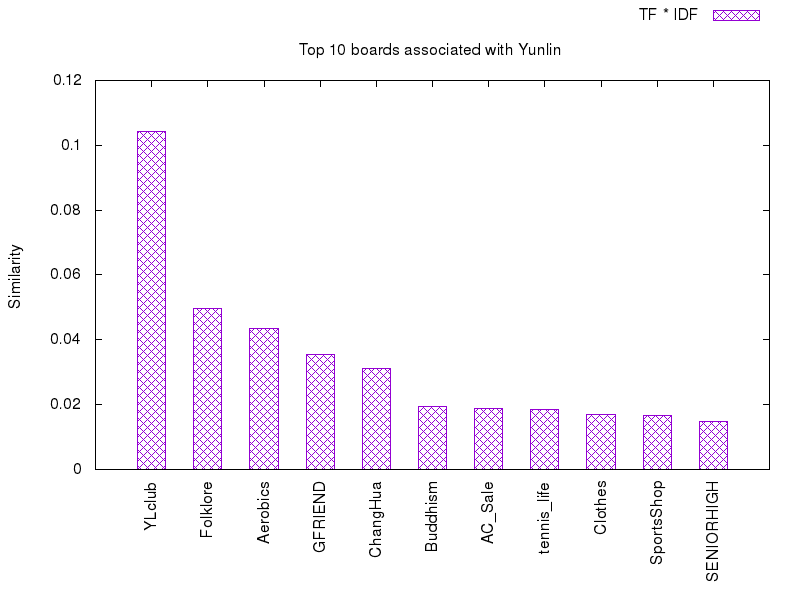 TF * IDF
Top 10 boards associated with Yunlin
0.12
0.1
0.08
0.06
0.04
0.02
0
Similarity
YLclub
Folklore
Aerobics
GFRIEND
ChangHua
Buddhism
AC_Sale
tennis_life
Clothes
SportsShop
SENIORHIGH